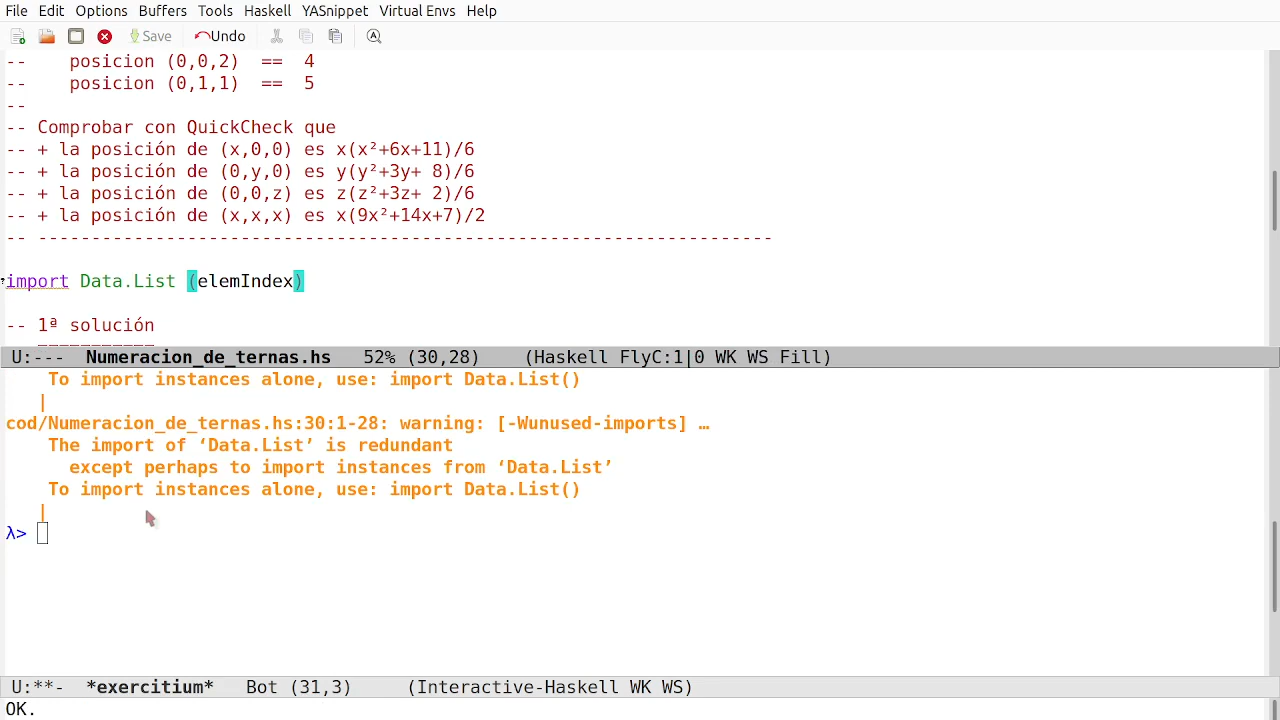 File Edit Options Buffers Tools Haskell YASnippet Virtual Envs Help
Save Undo
--    posicion (0,0,2)  ==  4
--    posicion (0,1,1)  ==  5
--
-- Comprobar con QuickCheck que
-- + la posición de (x,0,0) es x(x²+6x+11)/6
-- + la posición de (0,y,0) es y(y²+3y+ 8)/6
-- + la posición de (0,0,z) es z(z²+3z+ 2)/6
-- + la posición de (x,x,x) es x(9x²+14x+7)/2
-- ---------------------------------------------------------------------
import Data.List (elemIndex)
-- 1ª solución
U:---  Numeracion_de_ternas.hs   52% (30,28)    (Haskell FlyC:1|0 WK WS Fill)
To import instances alone, use: import Data.List()
|
cod/Numeracion_de_ternas.hs:30:1-28: warning: [-Wunused-imports] …
The import of ‘Data.List’ is redundant
except perhaps to import instances from ‘Data.List’
To import instances alone, use: import Data.List()
|
λ>
U:**-  *exercitium*   Bot (31,3)     (Interactive-Haskell WK WS)
OK.